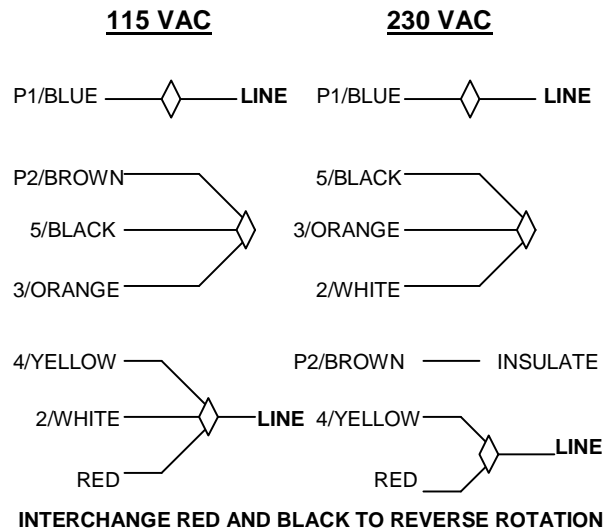 115 VAC
P1/BLUE LINE
P2/BROWN
5/BLACK
3/ORANGE
4/YELLOW
2/WHITE LINE
RED
230 VAC
P1/BLUE LINE
5/BLACK
3/ORANGE
2/WHITE
P2/BROWN INSULATE
4/YELLOW
LINE
RED
INTERCHANGE RED AND BLACK TO REVERSE ROTATION